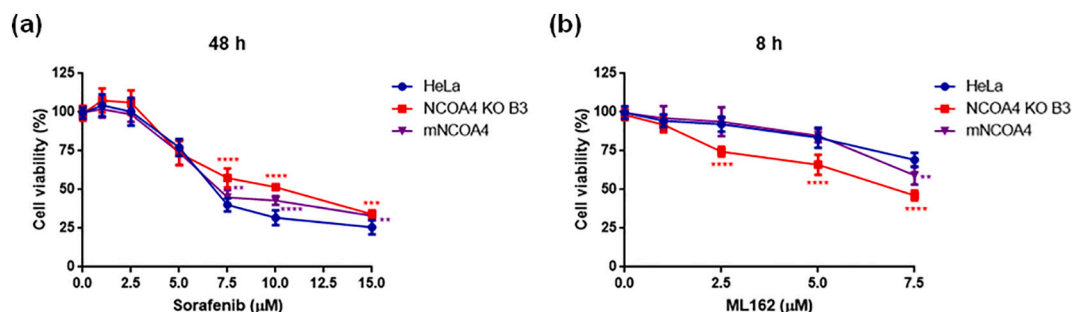 (a)
48 h
125
100
75
50
25
0
Cell viability (%)
0.0 2.5 5.0 7.5 10.0 12.5 15.0
Sorafenib (μM)
HeLa
NCOA4 KO B3
mNCOA4
****
**
****
****
***
**
(b)
8 h
125
100
75
50
25
0
Cell viability (%)
0.0 2.5 5.0 7.5
ML162 (μM)
HeLa
NCOA4 KO B3
mNCOA4
****
****
**
****